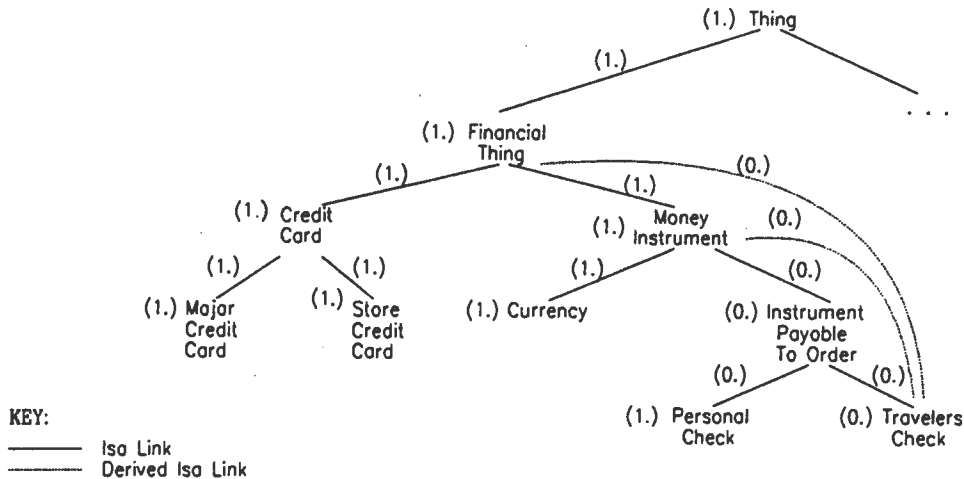 (1.) Thing
(1.)
. . .
(1.) Financial
Thing
(1.)
(1.)
(0.)
(1.) Credit
Card
(1.) Money
Instrument
(0.)
(1.)
(1.)
(1.)
(0.)
(1.) Major
Credit
Card
(1.) Store
Credit
Card
(1.) Currency
(0.) Instrument
Payable
To Order
(0.)
(0.)
(1.) Personal
Check
(0.) Travelers
Check
KEY:
Isa Link
Derived Isa Link